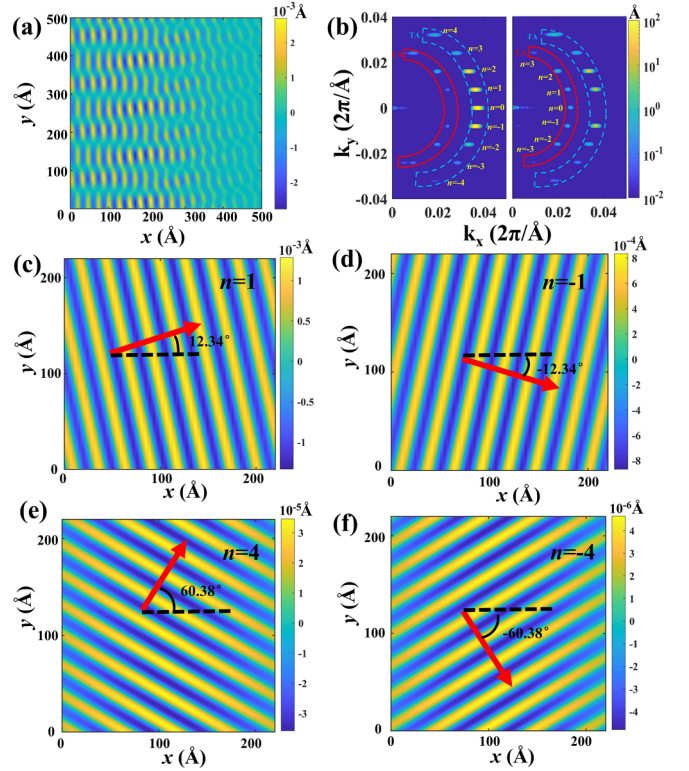 (a)
10⁻³ Å
500
400
300
200
100
0
y (Å)
0 100 200 300 400 500
x (Å)
2
1
0
-1
-2
(b)
0.04
0.02
0
-0.02
-0.04
k_y (2π/Å)
TA
n=4
n=3
n=2
n=1
n=0
n=-1
n=-2
n=-3
n=-4
0 0.02 0.04
TA
LA
n=3
n=2
n=1
n=0
n=-1
n=-2
n=-3
0 0.02 0.04
k_x (2π/Å)
Å
10²
10¹
10⁰
10⁻¹
10⁻²
(c)
10⁻³ Å
n=1
12.34°
200
100
0
y (Å)
0 100 200
x (Å)
1
0.5
0
-0.5
-1
(d)
10⁻⁴ Å
n=-1
-12.34°
200
100
0
y (Å)
0 100 200
x (Å)
8
6
4
2
0
-2
-4
-6
-8
(e)
10⁻⁵ Å
n=4
60.38°
200
100
0
y (Å)
0 100 200
x (Å)
3
2
1
0
-1
-2
-3
(f)
10⁻⁶ Å
n=-4
-60.38°
200
100
0
y (Å)
0 100 200
x (Å)
4
3
2
1
0
-1
-2
-3
-4